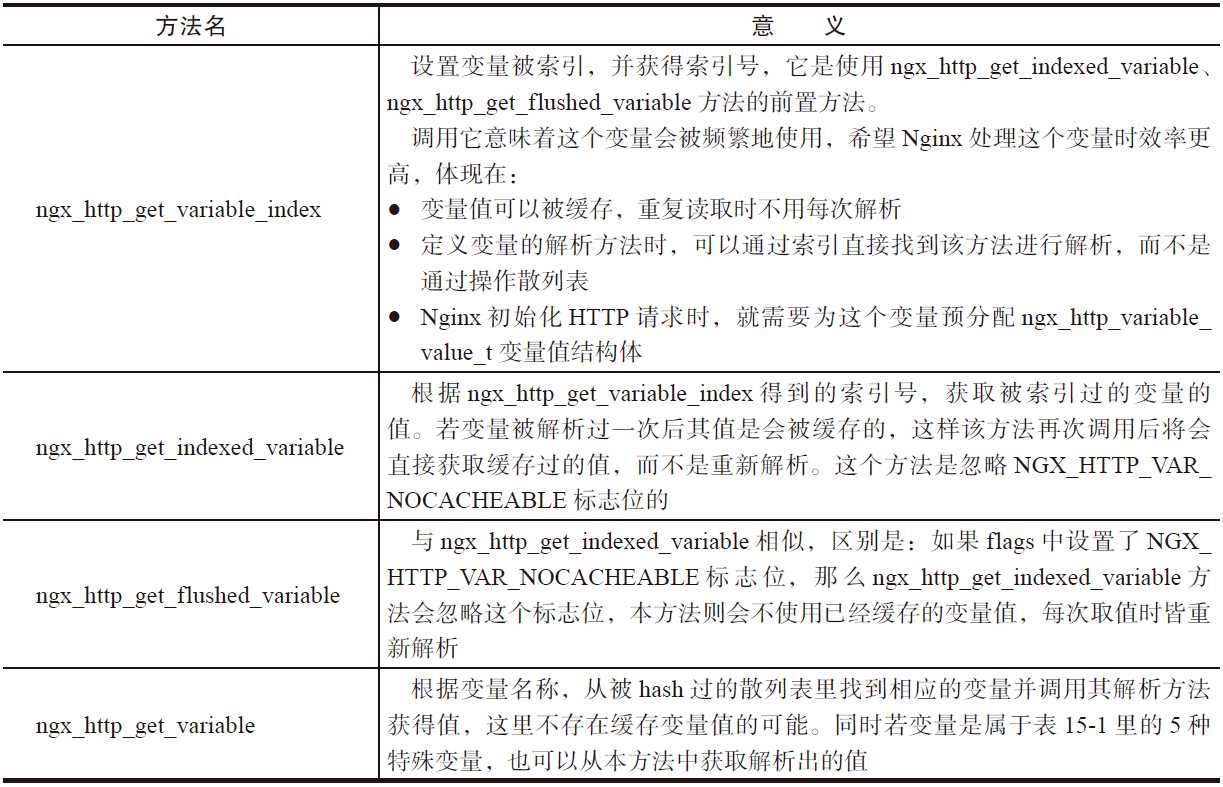 方法名
意 义
ngx_http_get_variable_index
设置变量被索引，并获得索引号，它是使用 ngx_http_get_indexed_variable、
ngx_http_get_flushed_variable 方法的前置方法。
调用它意味着这个变量会被频繁地使用，希望 Nginx 处理这个变量时效率更
高，体现在：
● 变量值可以被缓存，重复读取时不用每次解析
● 定义变量的解析方法时，可以通过索引直接找到该方法进行解析，而不是
通过操作散列表
● Nginx 初始化 HTTP 请求时，就需要为这个变量预分配 ngx_http_variable_
value_t 变量值结构体
ngx_http_get_indexed_variable
根据 ngx_http_get_variable_index 得到的索引号，获取被索引过的变量的
值。若变量被解析过一次后其值是会被缓存的，这样该方法再次调用后将会
直接获取缓存过的值，而不是重新解析。这个方法是忽略 NGX_HTTP_VAR_
NOCACHEABLE 标志位的
ngx_http_get_flushed_variable
与 ngx_http_get_indexed_variable 相似，区别是：如果 flags 中设置了 NGX_
HTTP_VAR_NOCACHEABLE 标志位，那么 ngx_http_get_indexed_variable 方
法会忽略这个标志位，本方法则会不使用已经缓存的变量值，每次取值时皆重
新解析
ngx_http_get_variable
根据变量名称，从被 hash 过的散列表里找到相应的变量并调用其解析方法
获得值，这里不存在缓存变量值的可能。同时若变量是属于表 15-1 里的 5 种
特殊变量，也可以从本方法中获取解析出的值